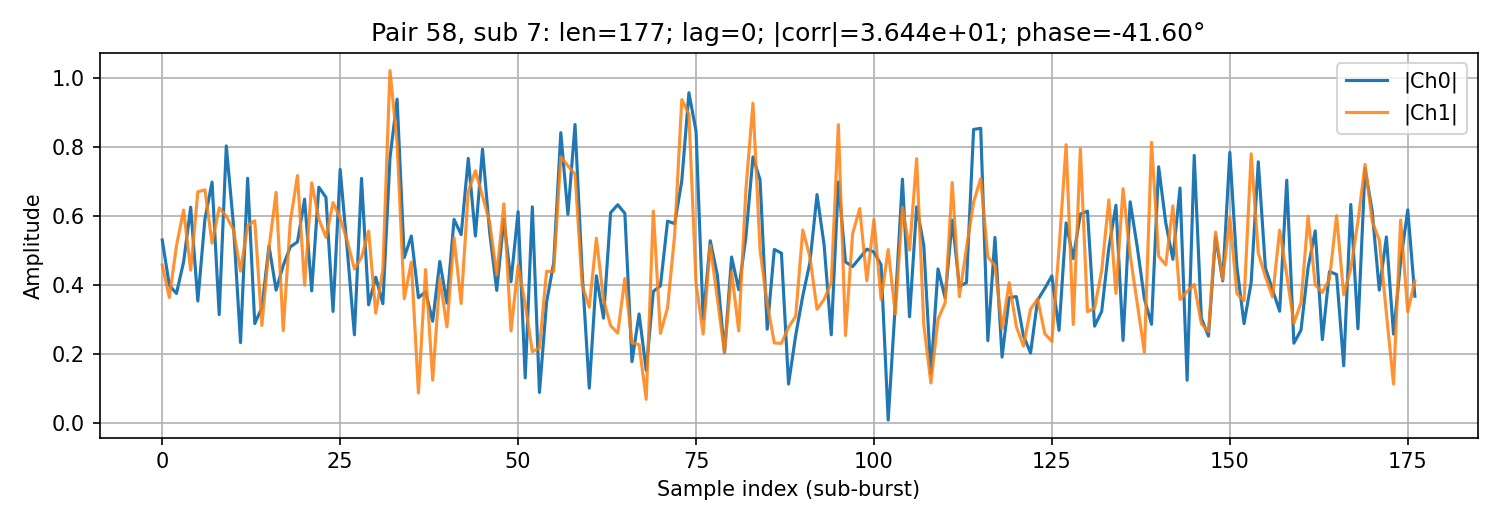 Pair 58, sub 7: len=177; lag=0; |corr|=3.644e+01; phase=-41.60°
|Ch0|
|Ch1|
Amplitude
1.0
0.8
0.6
0.4
0.2
0.0
0 25 50 75 100 125 150 175
Sample index (sub-burst)